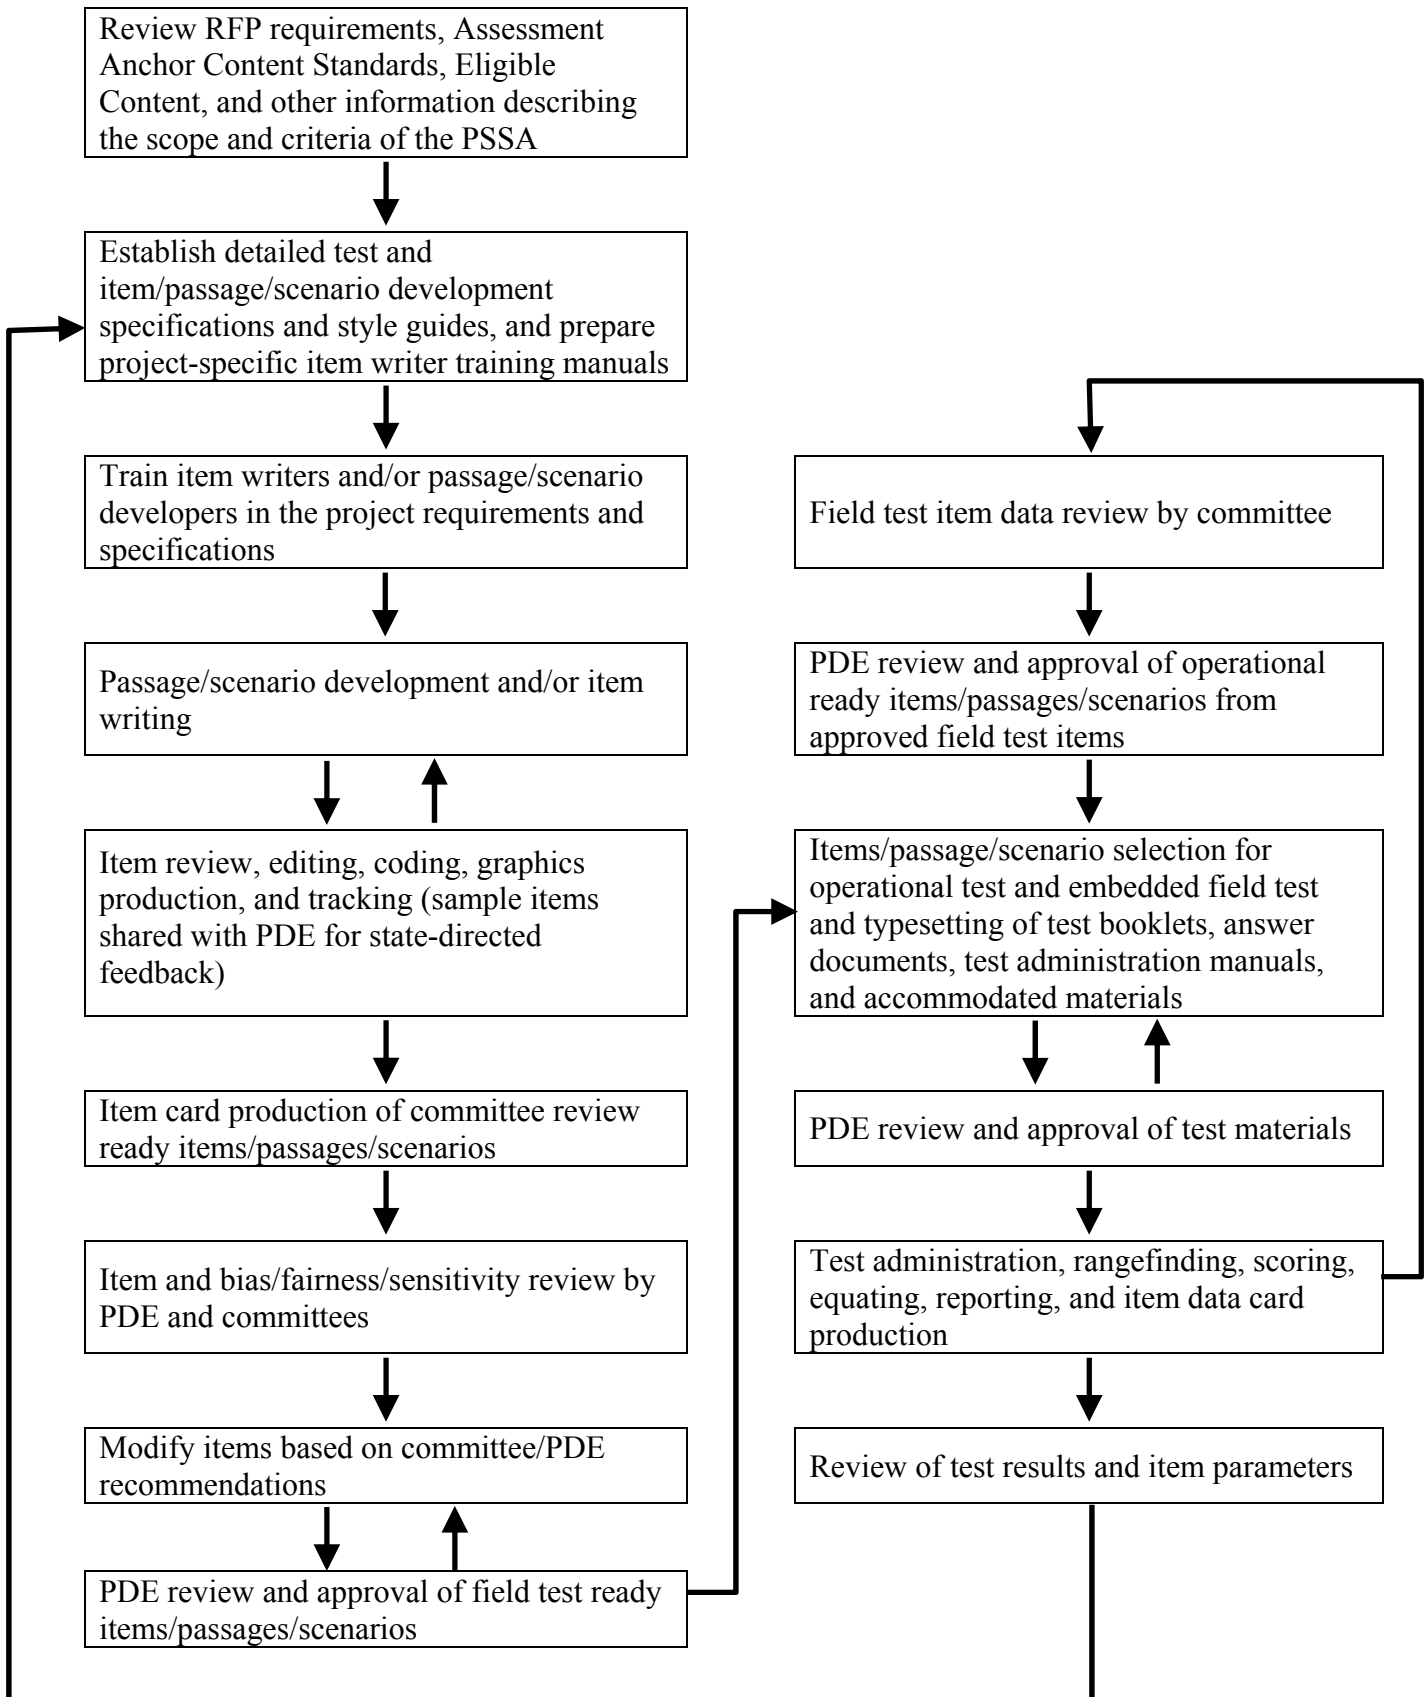 Review RFP requirements, Assessment
Anchor Content Standards, Eligible
Content, and other information describing
the scope and criteria of the PSSA
Establish detailed test and
item/passage/scenario development
specifications and style guides, and prepare
project-specific item writer training manuals
Train item writers and/or passage/scenario
developers in the project requirements and
specifications
Passage/scenario development and/or item
writing
Item review, editing, coding, graphics
production, and tracking (sample items
shared with PDE for state-directed
feedback)
Item card production of committee review
ready items/passages/scenarios
Item and bias/fairness/sensitivity review by
PDE and committees
Modify items based on committee/PDE
recommendations
PDE review and approval of field test ready
items/passages/scenarios
Field test item data review by committee
PDE review and approval of operational
ready items/passages/scenarios from
approved field test items
Items/passage/scenario selection for
operational test and embedded field test
and typesetting of test booklets, answer
documents, test administration manuals,
and accommodated materials
PDE review and approval of test materials
Test administration, rangefinding, scoring,
equating, reporting, and item data card
production
Review of test results and item parameters